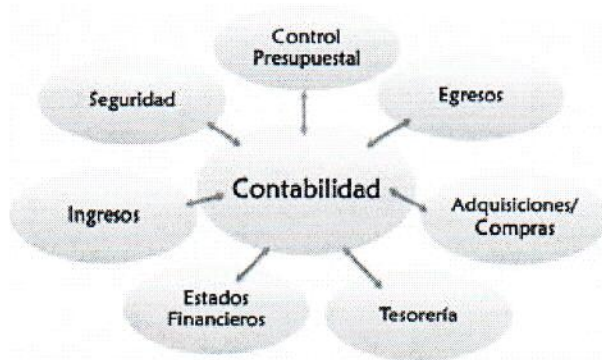 Control
Presupuestal
Seguridad
Egresos
Contabilidad
Ingresos
Adquisiciones/
Compras
Estados
Financieros
Tesorería